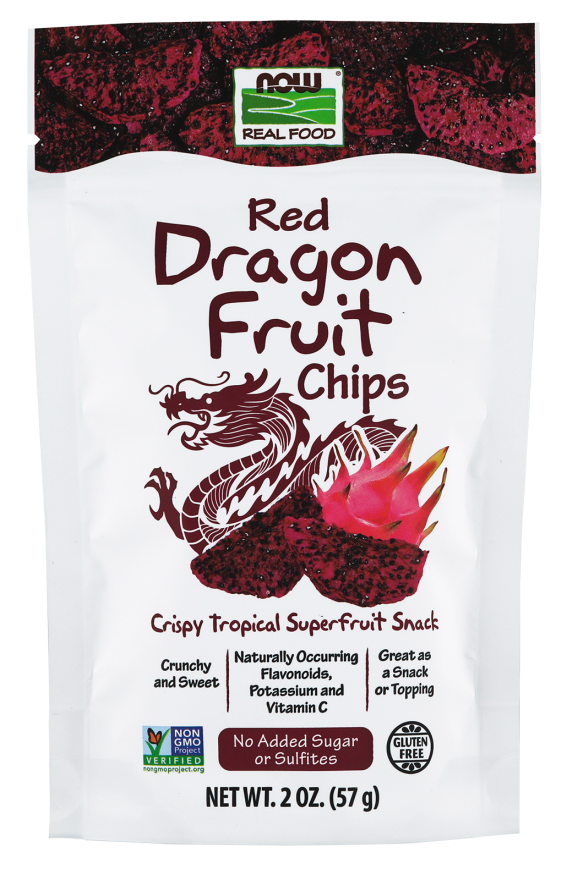 NOW®
REAL FOOD
Red
Dragon
Fruit
Chips
Crispy Tropical Superfruit Snack
Crunchy
and Sweet
Naturally Occurring
Flavonoids,
Potassium and
Vitamin C
Great as
a Snack
or Topping
NON
GMO
Project
VERIFIED
nongmoproject.org
No Added Sugar
or Sulfites
GLUTEN
FREE
NET WT. 2 OZ. (57 g)